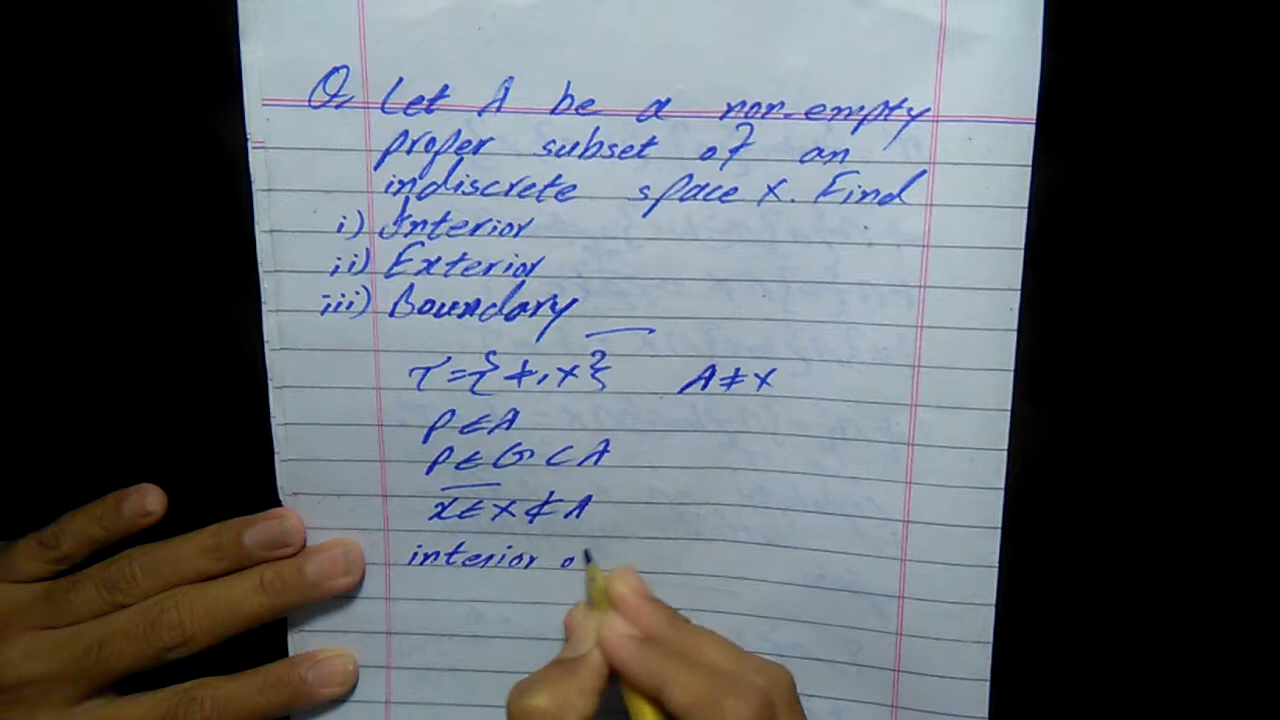 Q, Let A be a non-empty
proper subset of an
indiscrete space X. Find
i) Interior
ii) Exterior
iii) Boundary
τ={ϕ, X} A≠X
P∈A
P∈G⊂A
x∈X⊄A
interior o